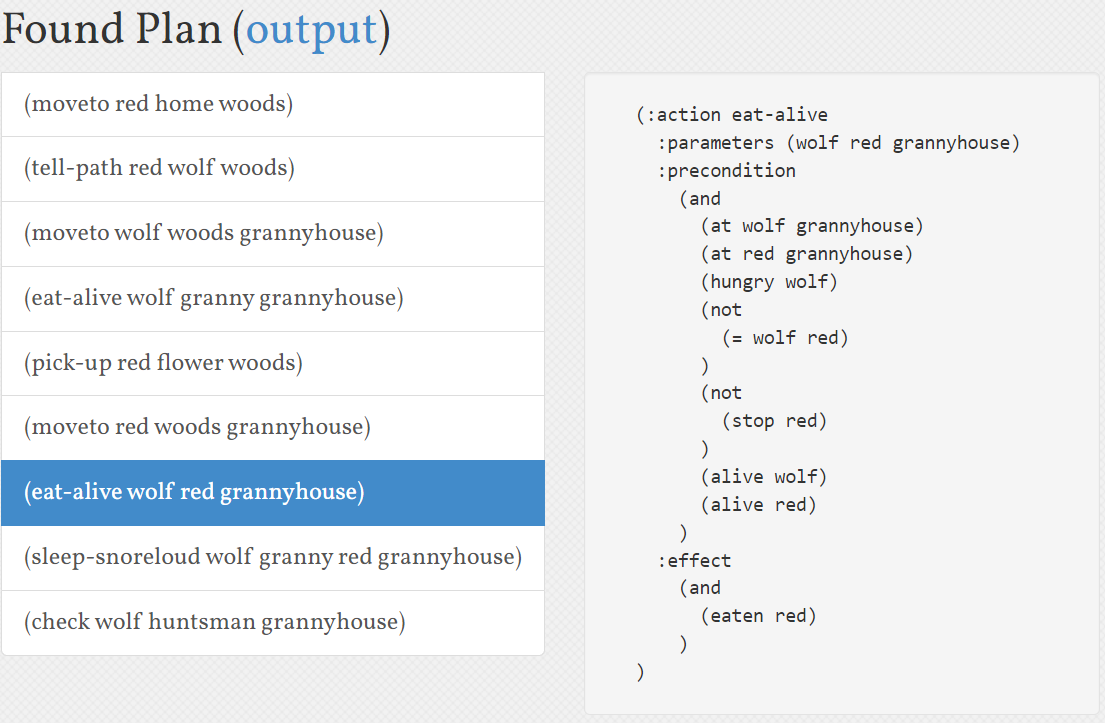 Found Plan (output)
(moveto red home woods)
(tell-path red wolf woods)
(moveto wolf woods grannyhouse)
(eat-alive wolf granny grannyhouse)
(pick-up red flower woods)
(moveto red woods grannyhouse)
(eat-alive wolf red grannyhouse)
(sleep-snoreloud wolf granny red grannyhouse)
(check wolf huntsman grannyhouse)
(:action eat-alive
:parameters (wolf red grannyhouse)
:precondition
(and
(at wolf grannyhouse)
(at red grannyhouse)
(hungry wolf)
(not
(= wolf red)
)
(not
(stop red)
)
(alive wolf)
(alive red)
)
:effect
(and
(eaten red)
)
)